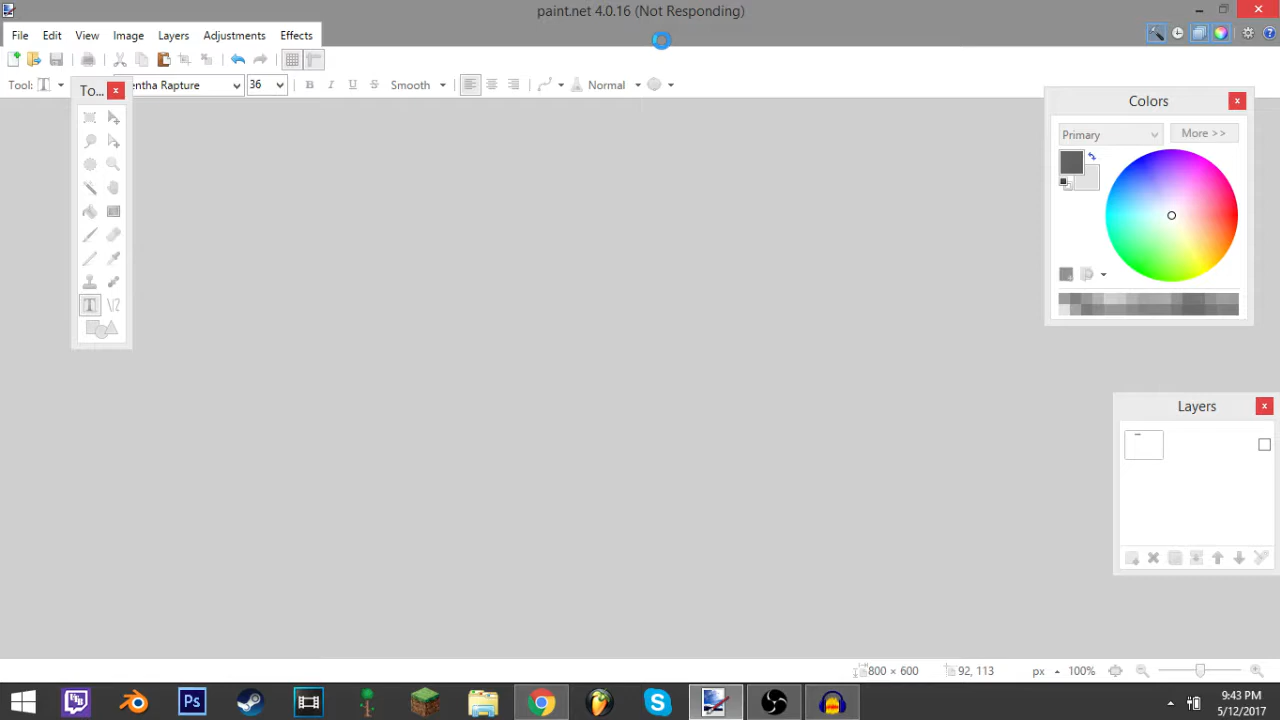 paint.net 4.0.16 (Not Responding)
File Edit View Image Layers Adjustments Effects
Tool: T entha Rapture 36 B I U S Smooth Normal
To...
Colors
Primary More >>
Layers
800 × 600 92, 113 px 100%
Ps
9:43 PM
5/12/2017